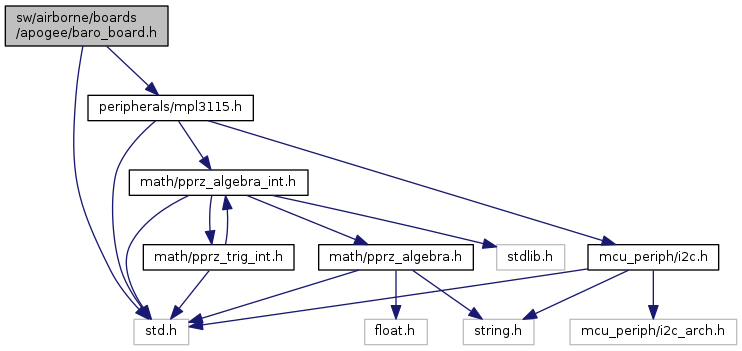 sw/airborne/boards
/apogee/baro_board.h
peripherals/mpl3115.h
math/pprz_algebra_int.h
math/pprz_trig_int.h
math/pprz_algebra.h
stdlib.h
mcu_periph/i2c.h
std.h
float.h
string.h
mcu_periph/i2c_arch.h